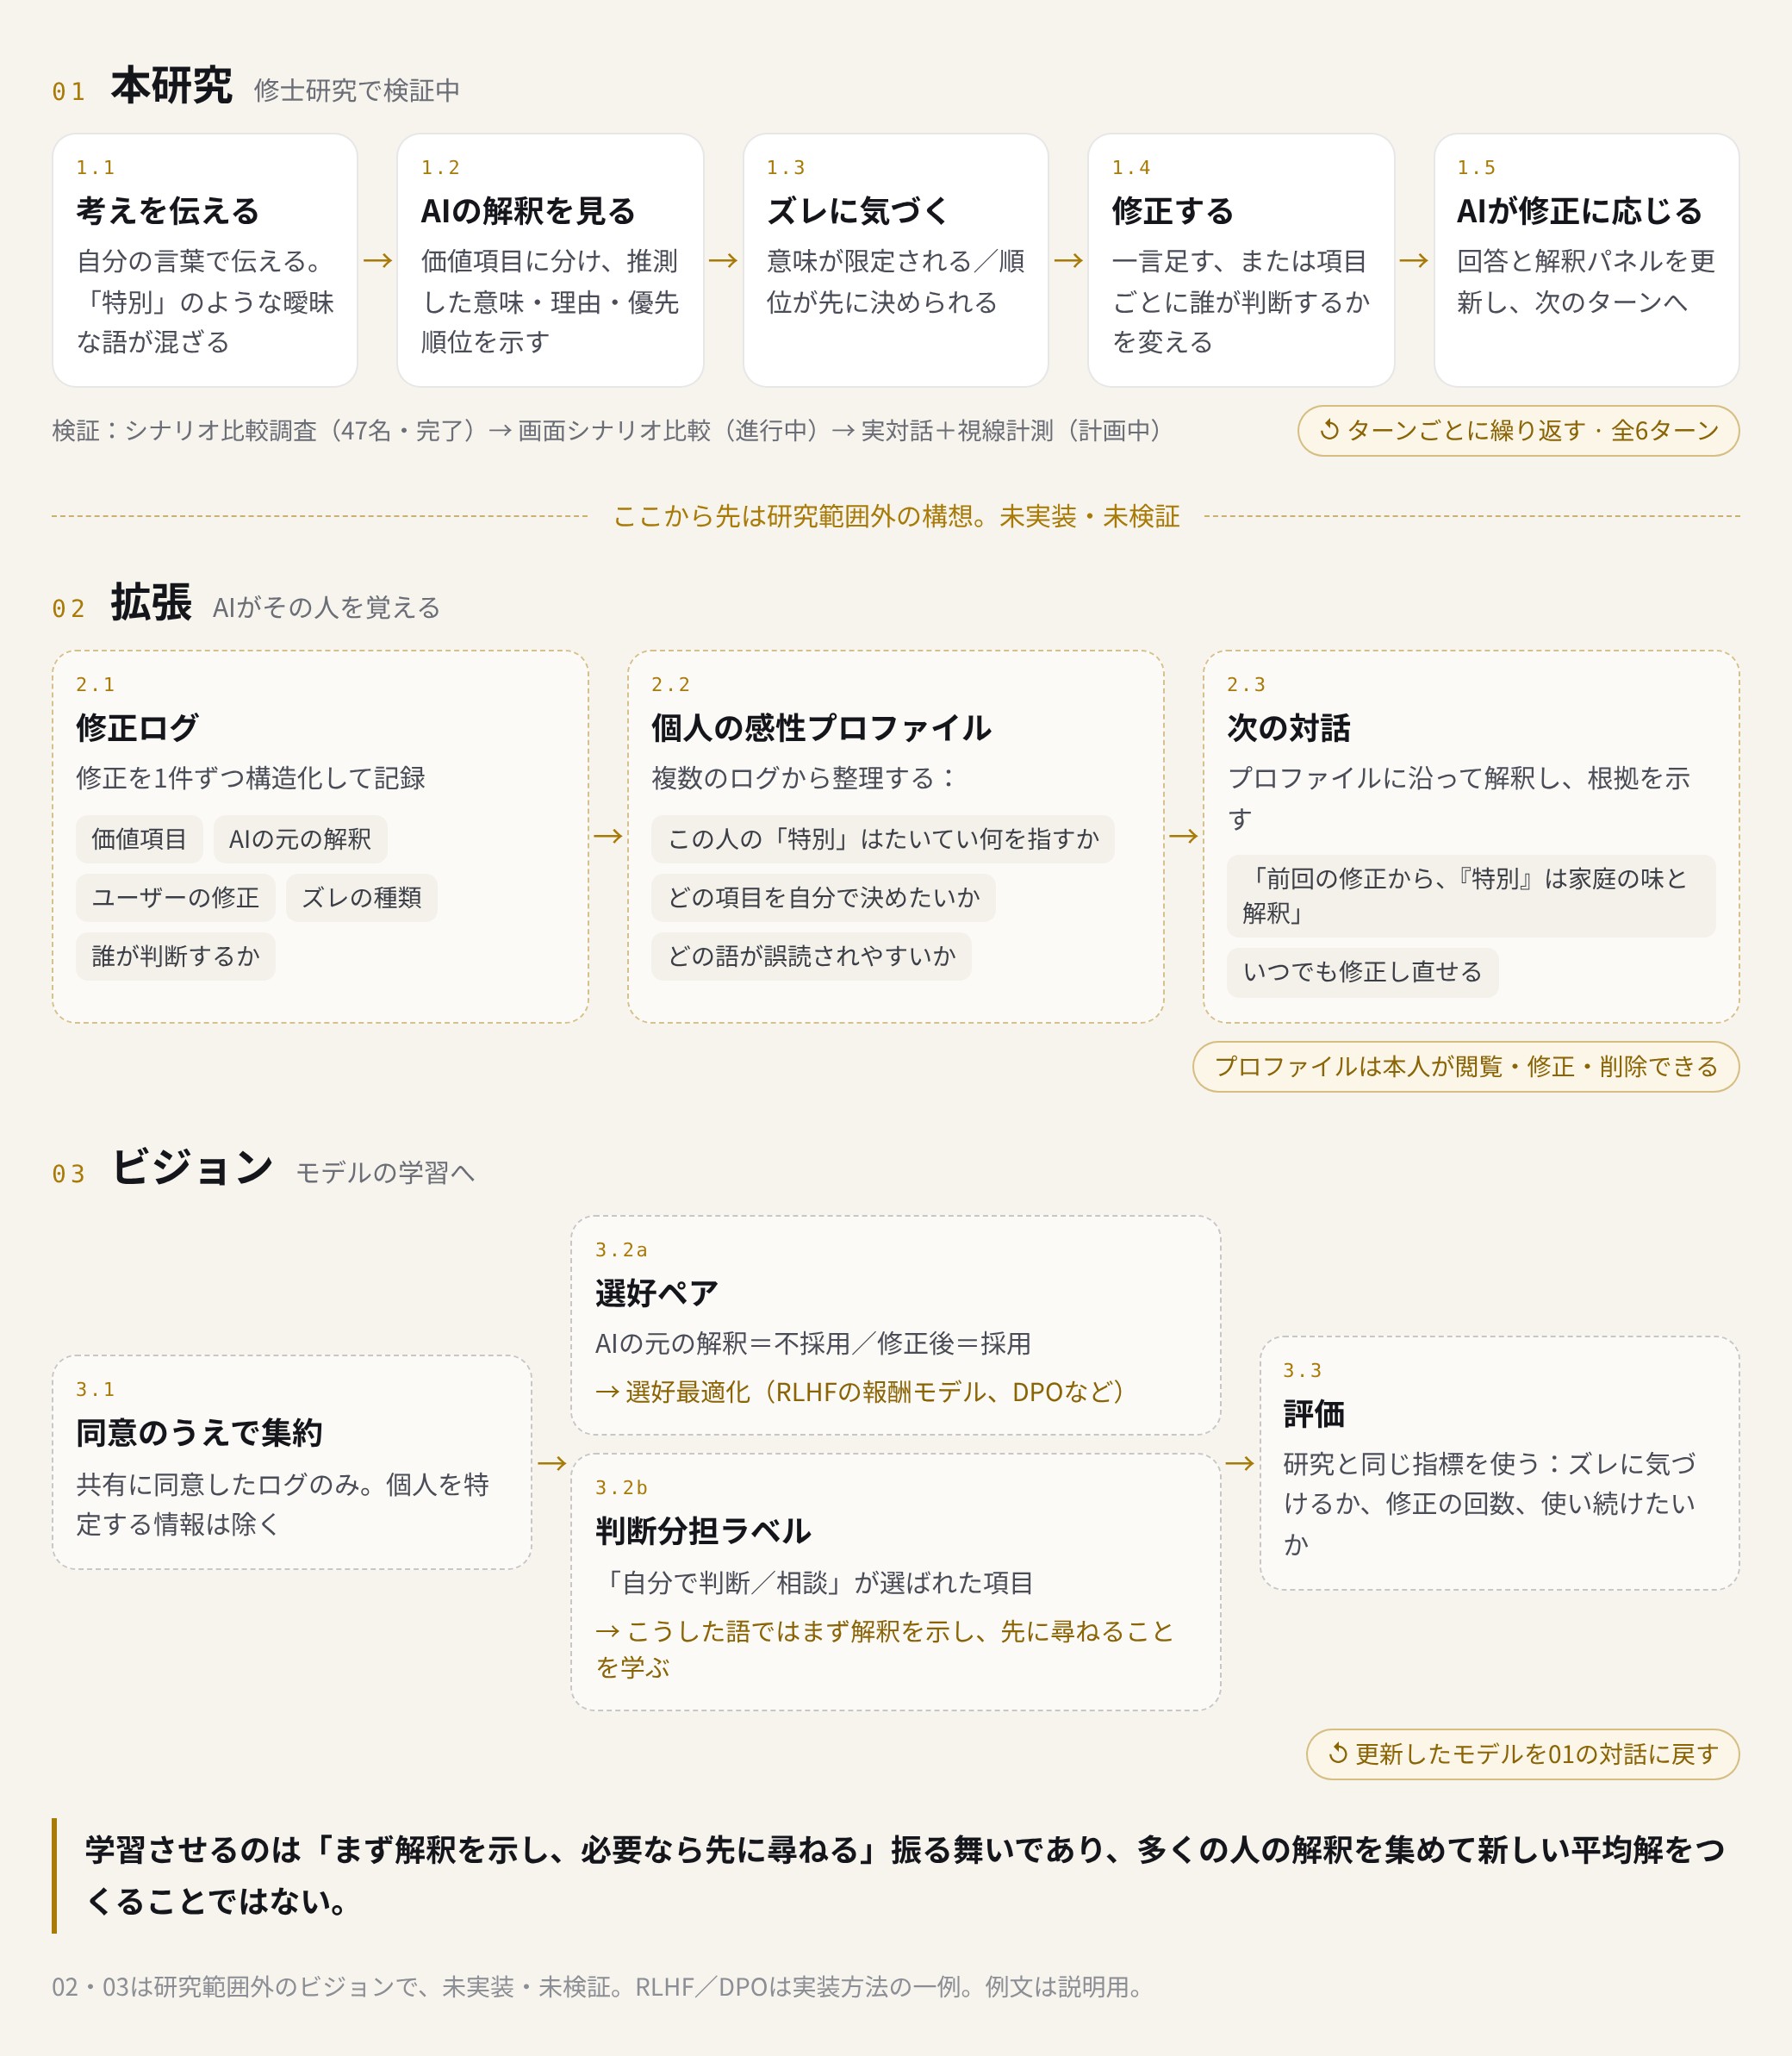 01 本研究 修士研究で検証中
1.1
考えを伝える
自分の言葉で伝える。
「特別」のような曖昧
な語が混ざる
→
1.2
AIの解釈を見る
価値項目に分け、推測
した意味・理由・優先
順位を示す
→
1.3
ズレに気づく
意味が限定される／順
位が先に決められる
→
1.4
修正する
一言足す、または項目
ごとに誰が判断するか
を変える
→
1.5
AIが修正に応じる
回答と解釈パネルを更
新し、次のターンへ
検証：シナリオ比較調査（47名・完了）→ 画面シナリオ比較（進行中）→ 実対話＋視線計測（計画中）
↺ ターンごとに繰り返す · 全6ターン
ここから先は研究範囲外の構想。未実装・未検証
02 拡張 AIがその人を覚える
2.1
修正ログ
修正を1件ずつ構造化して記録
価値項目 AIの元の解釈
ユーザーの修正 ズレの種類
誰が判断するか
→
2.2
個人の感性プロファイル
複数のログから整理する：
この人の「特別」はたいてい何を指すか
どの項目を自分で決めたいか
どの語が誤読されやすいか
→
2.3
次の対話
プロファイルに沿って解釈し、根拠を示
す
「前回の修正から、『特別』は家庭の味と
解釈」
いつでも修正し直せる
プロファイルは本人が閲覧・修正・削除できる
03 ビジョン モデルの学習へ
3.1
同意のうえで集約
共有に同意したログのみ。個人を特
定する情報は除く
→
3.2a
選好ペア
AIの元の解釈＝不採用／修正後＝採用
→ 選好最適化（RLHFの報酬モデル、DPOなど）
3.2b
判断分担ラベル
「自分で判断／相談」が選ばれた項目
→ こうした語ではまず解釈を示し、先に尋ねること
を学ぶ
→
3.3
評価
研究と同じ指標を使う：ズレに気づ
けるか、修正の回数、使い続けたい
か
↺ 更新したモデルを01の対話に戻す
学習させるのは「まず解釈を示し、必要なら先に尋ねる」振る舞いであり、多くの人の解釈を集めて新しい平均解をつ
くることではない。
02・03は研究範囲外のビジョンで、未実装・未検証。RLHF／DPOは実装方法の一例。例文は説明用。